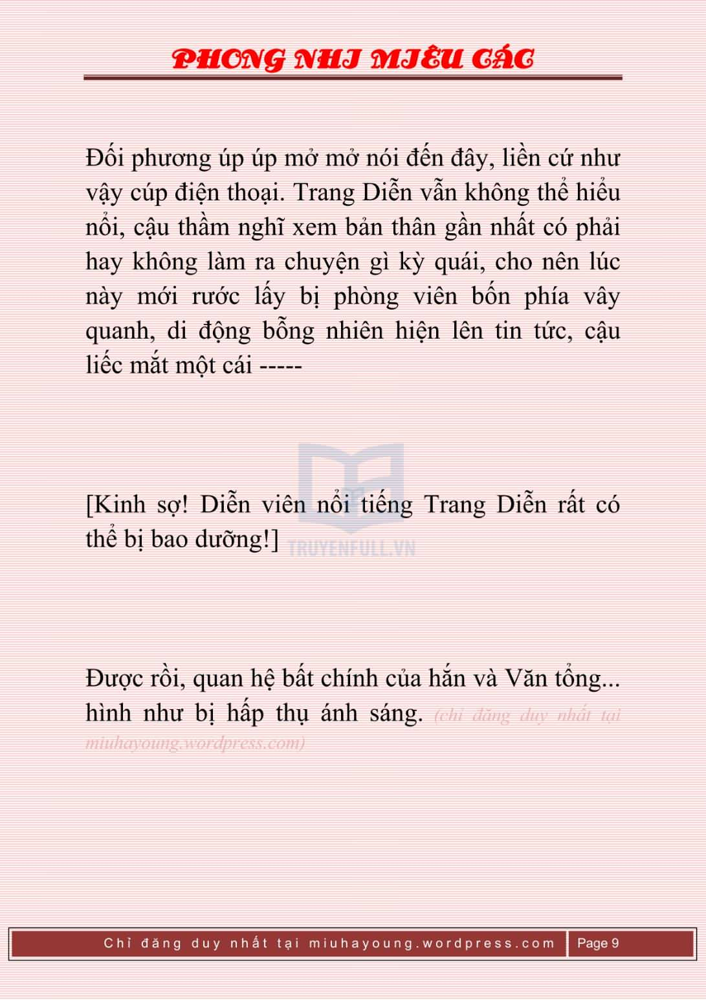 PHONG NHI MIÊU CÁC
Đối phương úp úp mở mở nói đến đây, liền cứ như
vậy cúp điện thoại. Trang Diễn vẫn không thể hiểu
nổi, cậu thầm nghĩ xem bản thân gần nhất có phải
hay không làm ra chuyện gì kỳ quái, cho nên lúc
này mới rước lấy bị phòng viên bốn phía vây
quanh, di động bỗng nhiên hiện lên tin tức, cậu
liếc mắt một cái -----
[Kinh sợ! Diễn viên nổi tiếng Trang Diễn rất có
thể bị bao dưỡng!]
TRUYENFULL.VN
Được rồi, quan hệ bất chính của hắn và Văn tổng...
hình như bị hấp thụ ánh sáng. (chỉ đăng duy nhất tại
miuhayoung.wordpress.com)
Chỉ đăng duy nhất tại miuhayoung.wordpress.com Page 9